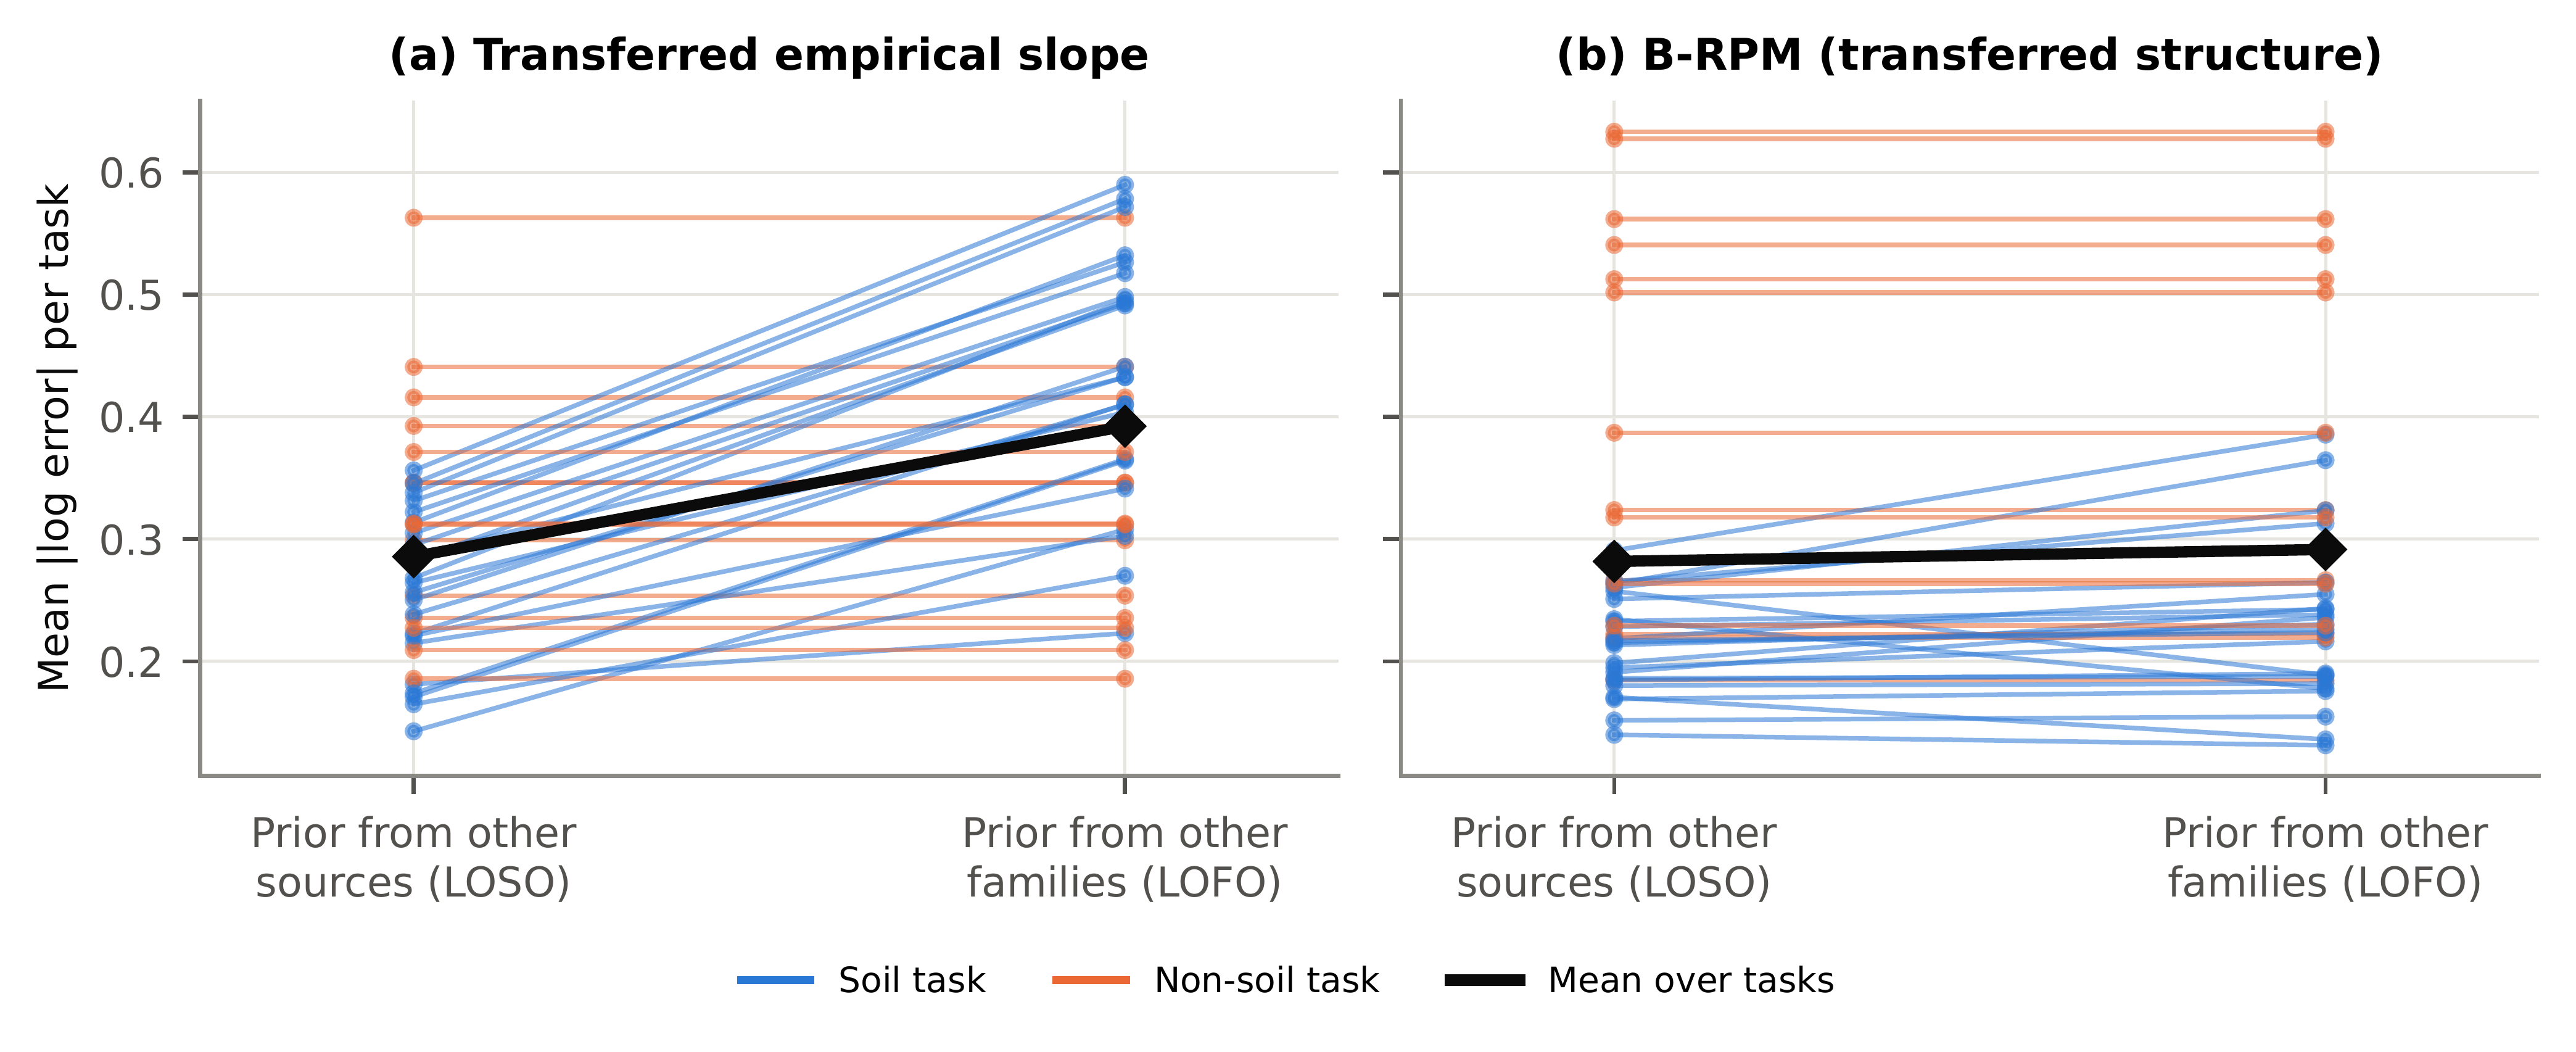 (a) Transferred empirical slope
(b) B-RPM (transferred structure)
Mean |log error| per task
0.6
0.5
0.4
0.3
0.2
Prior from other
sources (LOSO)
Prior from other
families (LOFO)
Prior from other
sources (LOSO)
Prior from other
families (LOFO)
Soil task
Non-soil task
Mean over tasks